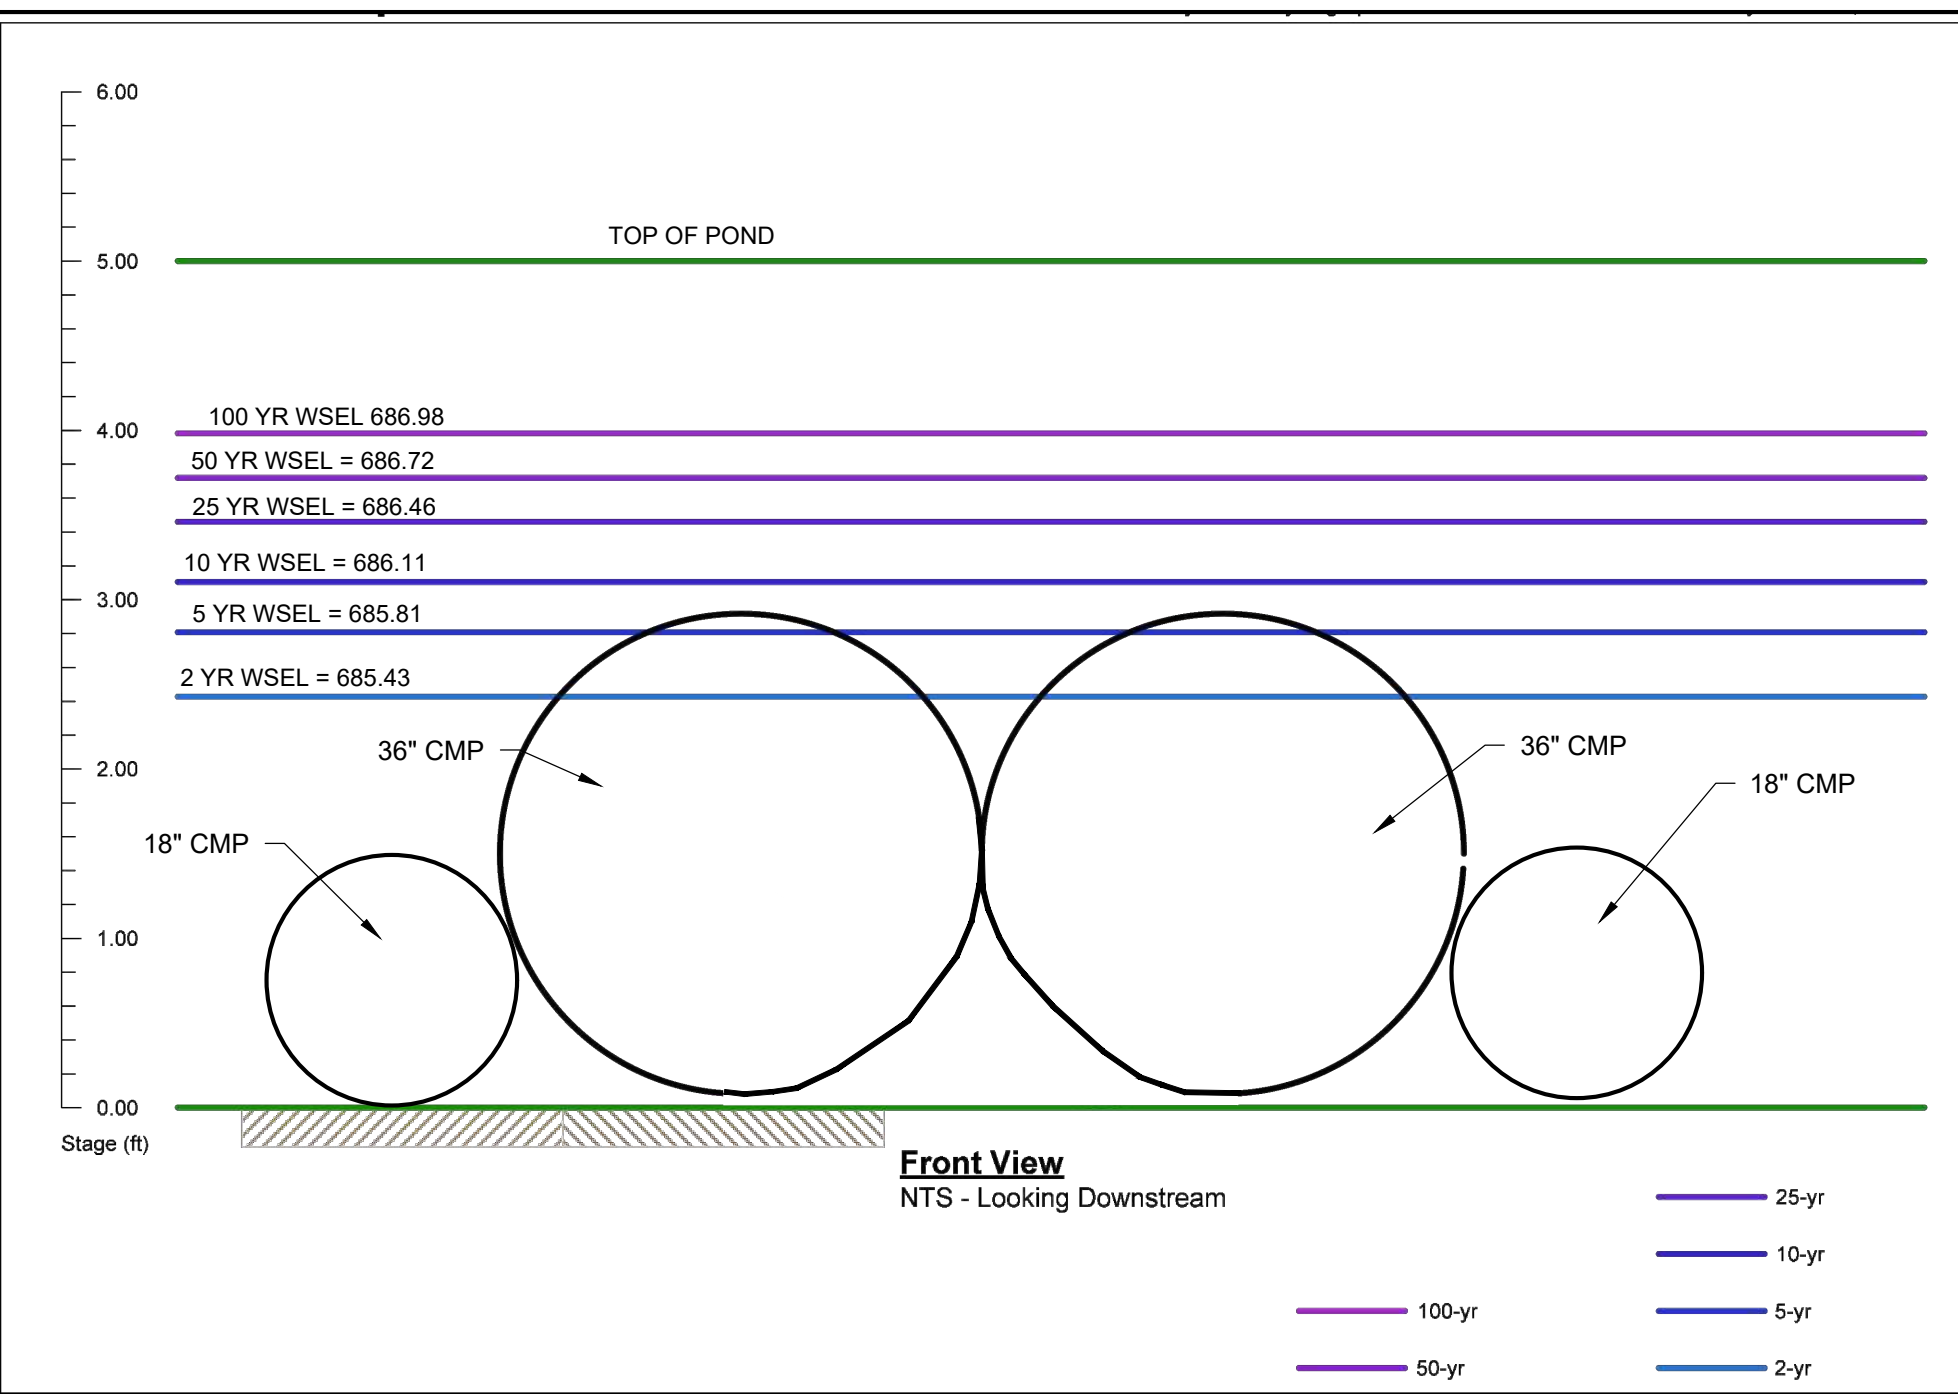 6.00
TOP OF POND
5.00
100 YR WSEL 686.98
4.00
50 YR WSEL = 686.72
25 YR WSEL = 686.46
10 YR WSEL = 686.11
3.00
5 YR WSEL = 685.81
2 YR WSEL = 685.43
36" CMP
36" CMP
2.00
18" CMP
18" CMP
1.00
0.00
Stage (ft)
Front View
NTS - Looking Downstream
25-yr
10-yr
100-yr
5-yr
50-yr
2-yr